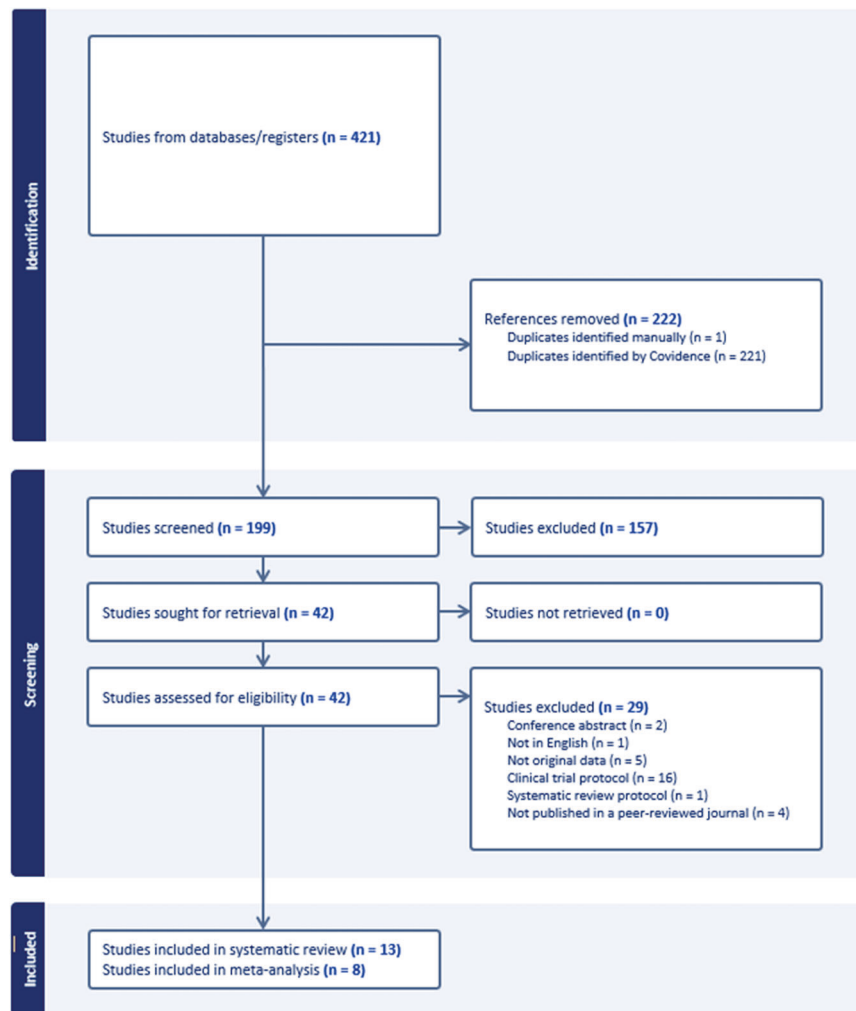 Identification
Studies from databases/registers (n = 421)
References removed (n = 222)
Duplicates identified manually (n = 1)
Duplicates identified by Covidence (n = 221)
Screening
Studies screened (n = 199)
Studies excluded (n = 157)
Studies sought for retrieval (n = 42)
Studies not retrieved (n = 0)
Studies assessed for eligibility (n = 42)
Studies excluded (n = 29)
Conference abstract (n = 2)
Not in English (n = 1)
Not original data (n = 5)
Clinical trial protocol (n = 16)
Systematic review protocol (n = 1)
Not published in a peer-reviewed journal (n = 4)
Included
Studies included in systematic review (n = 13)
Studies included in meta-analysis (n = 8)